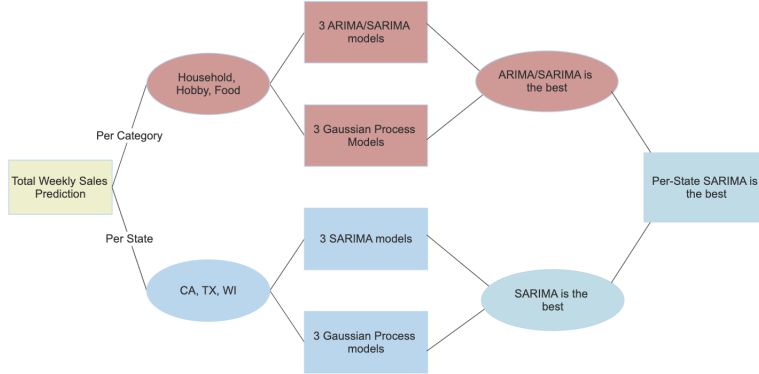 Total Weekly Sales
Prediction
Per Category
Per State
Household,
Hobby, Food
CA, TX, WI
3 ARIMA/SARIMA
models
3 Gaussian Process
Models
3 SARIMA models
3 Gaussian Process
models
ARIMA/SARIMA is
the best
SARIMA is the
best
Per-State SARIMA is
the best